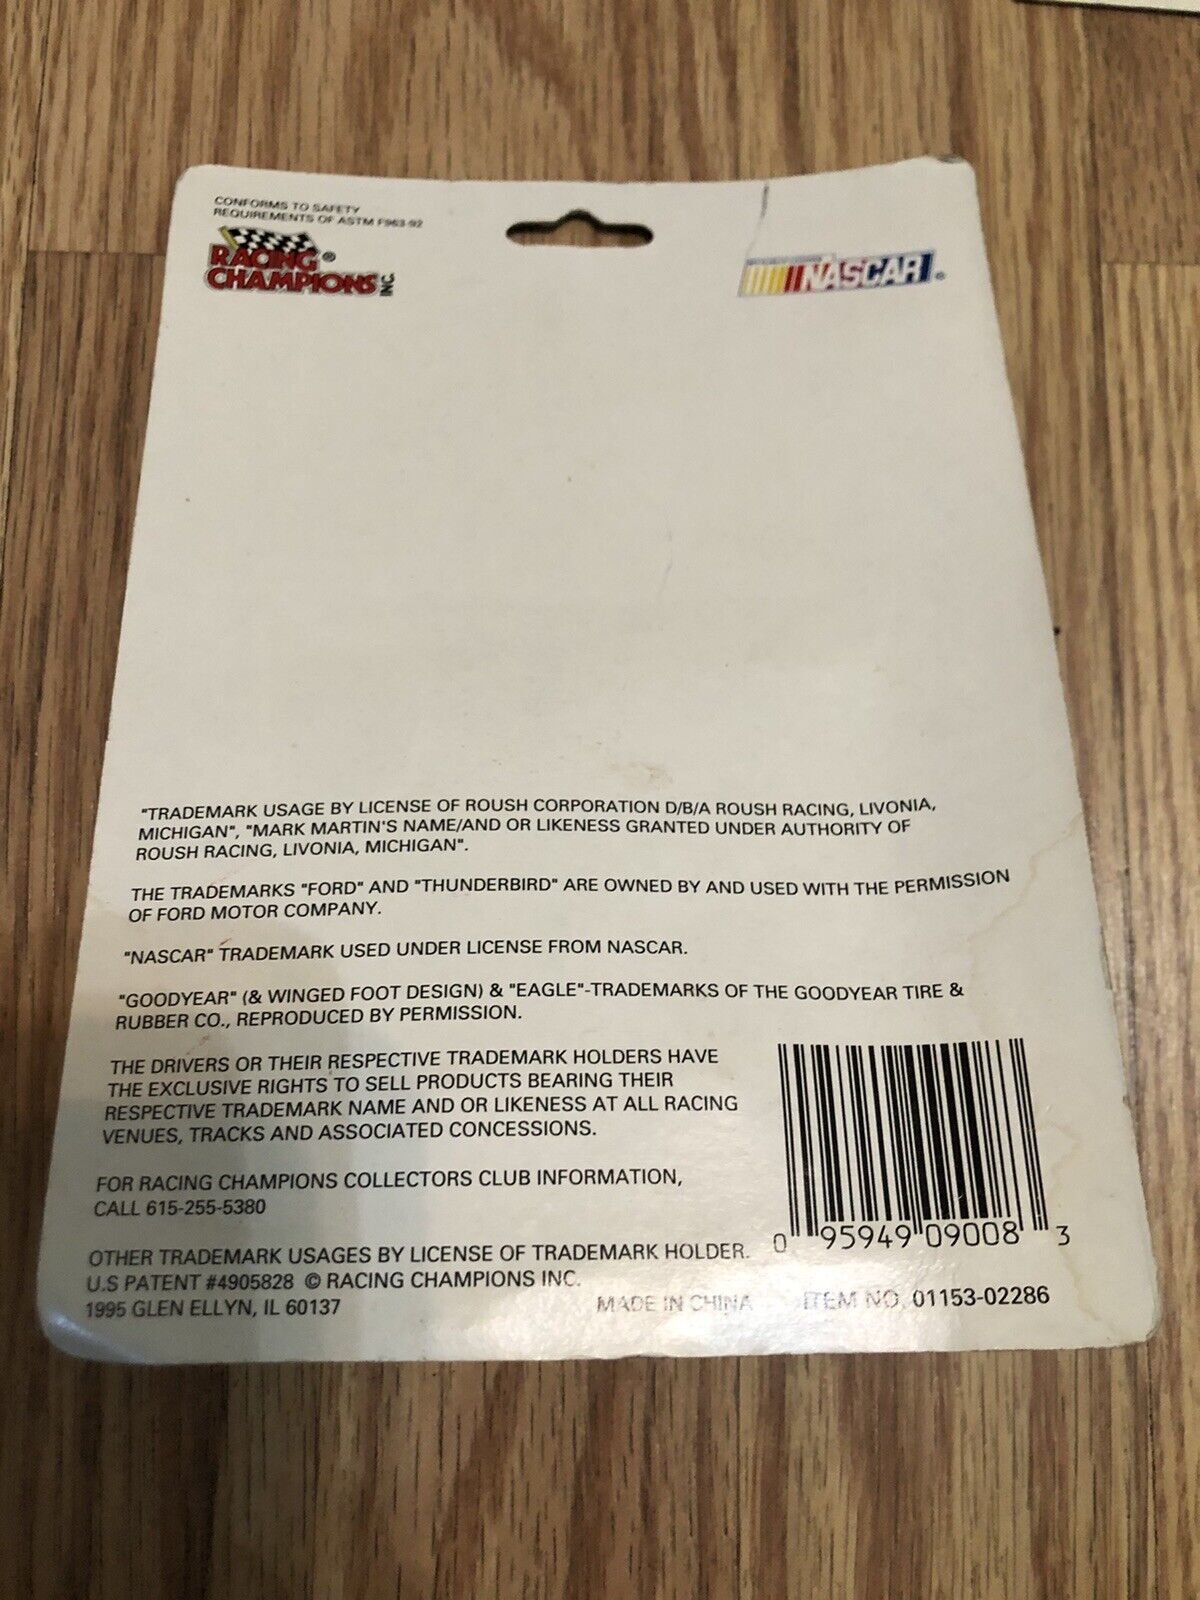 CONFORMS TO SAFETY
REQUIREMENTS OF ASTM F963-92
RACING®
CHAMPIONS INC.
NASCAR®
"TRADEMARK USAGE BY LICENSE OF ROUSH CORPORATION D/B/A ROUSH RACING, LIVONIA,
MICHIGAN", "MARK MARTIN'S NAME/AND OR LIKENESS GRANTED UNDER AUTHORITY OF
ROUSH RACING, LIVONIA, MICHIGAN".
THE TRADEMARKS "FORD" AND "THUNDERBIRD" ARE OWNED BY AND USED WITH THE PERMISSION
OF FORD MOTOR COMPANY.
"NASCAR" TRADEMARK USED UNDER LICENSE FROM NASCAR.
"GOODYEAR" (& WINGED FOOT DESIGN) & "EAGLE"-TRADEMARKS OF THE GOODYEAR TIRE &
RUBBER CO., REPRODUCED BY PERMISSION.
THE DRIVERS OR THEIR RESPECTIVE TRADEMARK HOLDERS HAVE
THE EXCLUSIVE RIGHTS TO SELL PRODUCTS BEARING THEIR
RESPECTIVE TRADEMARK NAME AND OR LIKENESS AT ALL RACING
VENUES, TRACKS AND ASSOCIATED CONCESSIONS.
FOR RACING CHAMPIONS COLLECTORS CLUB INFORMATION,
CALL 615-255-5380
OTHER TRADEMARK USAGES BY LICENSE OF TRADEMARK HOLDER.
U.S PATENT #4905828 © RACING CHAMPIONS INC.
1995 GLEN ELLYN, IL 60137
MADE IN CHINA
0 95949 09008 3
ITEM NO. 01153-02286